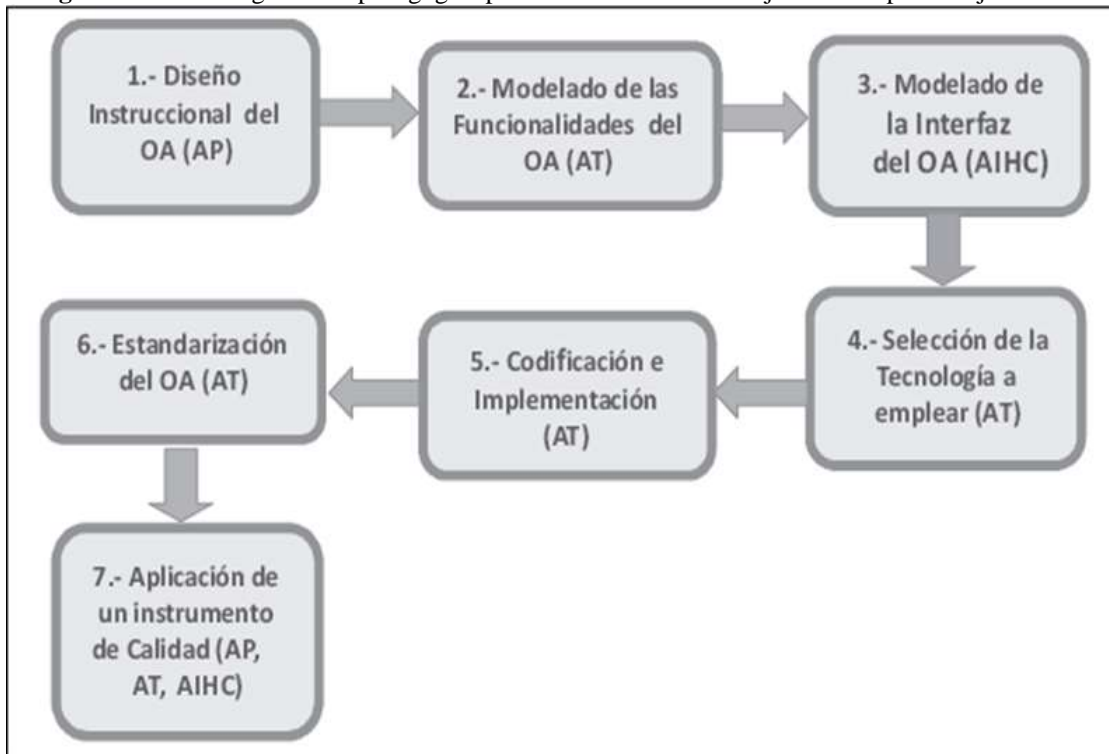 1.- Diseño
Instruccional del
OA (AP)
2.- Modelado de las
Funcionalidades del
OA (AT)
3.- Modelado de
la Interfaz
del OA (AIHC)
4.- Selección de la
Tecnología a
emplear (AT)
5.- Codificación e
Implementación
(AT)
6.- Estandarización
del OA (AT)
7.- Aplicación de
un instrumento
de Calidad (AP,
AT, AIHC)